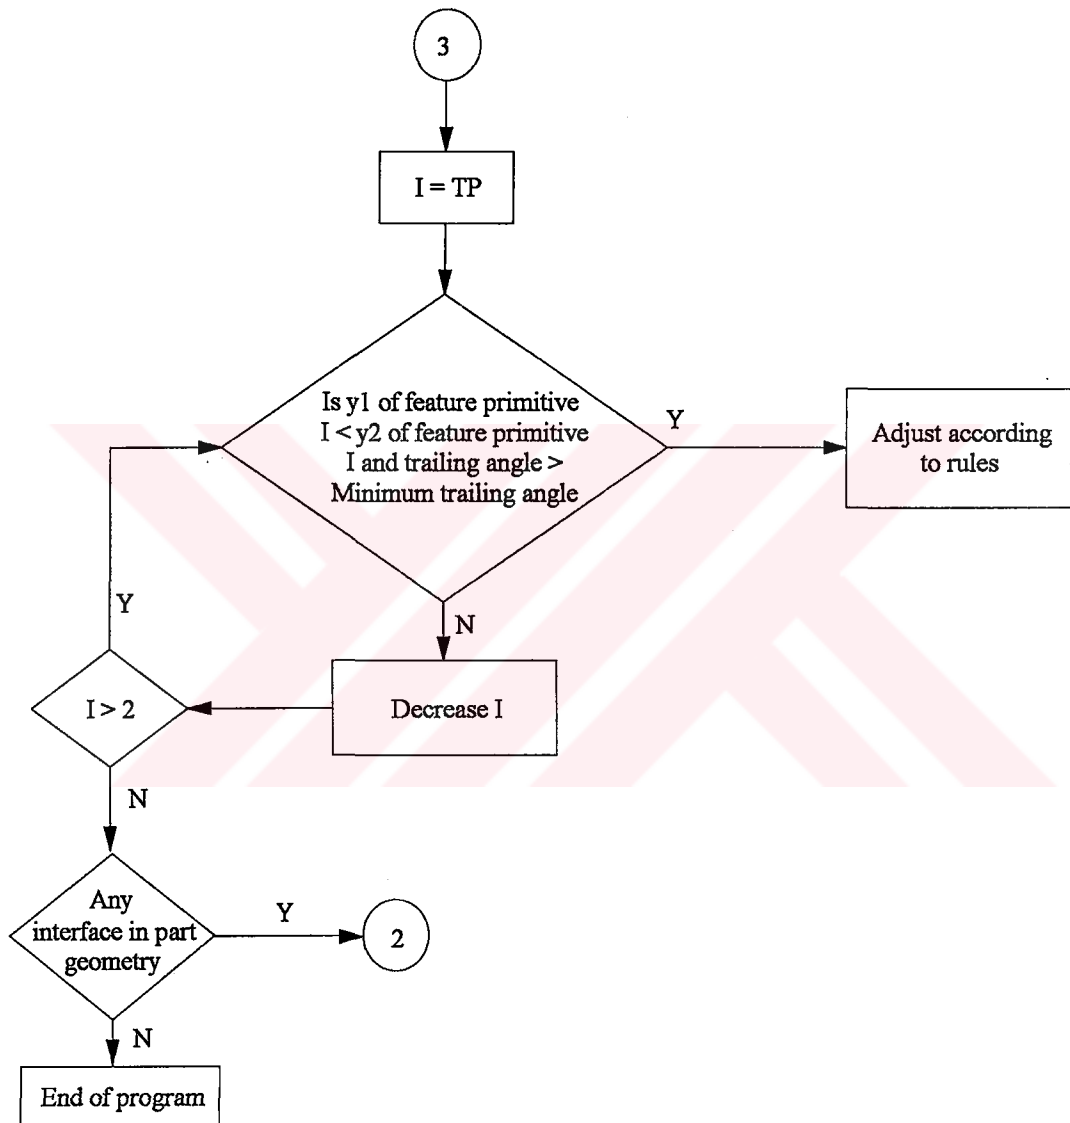 3
I = TP
Is y1 of feature primitive
I < y2 of feature primitive
I and trailing angle >
Minimum trailing angle
Y
Adjust according
to rules
N
Decrease I
Y
I > 2
N
Any
interface in part
geometry
Y
2
N
End of program